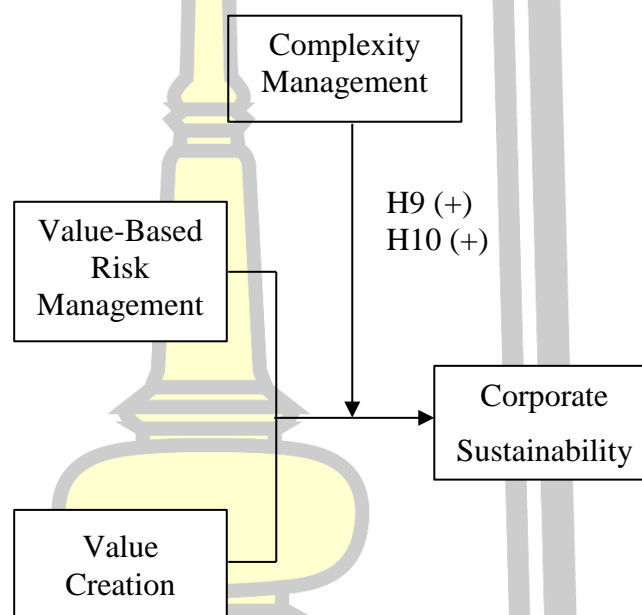 Complexity
Management
H9 (+)
H10 (+)
Value-Based
Risk
Management
Corporate
Sustainability
Value
Creation